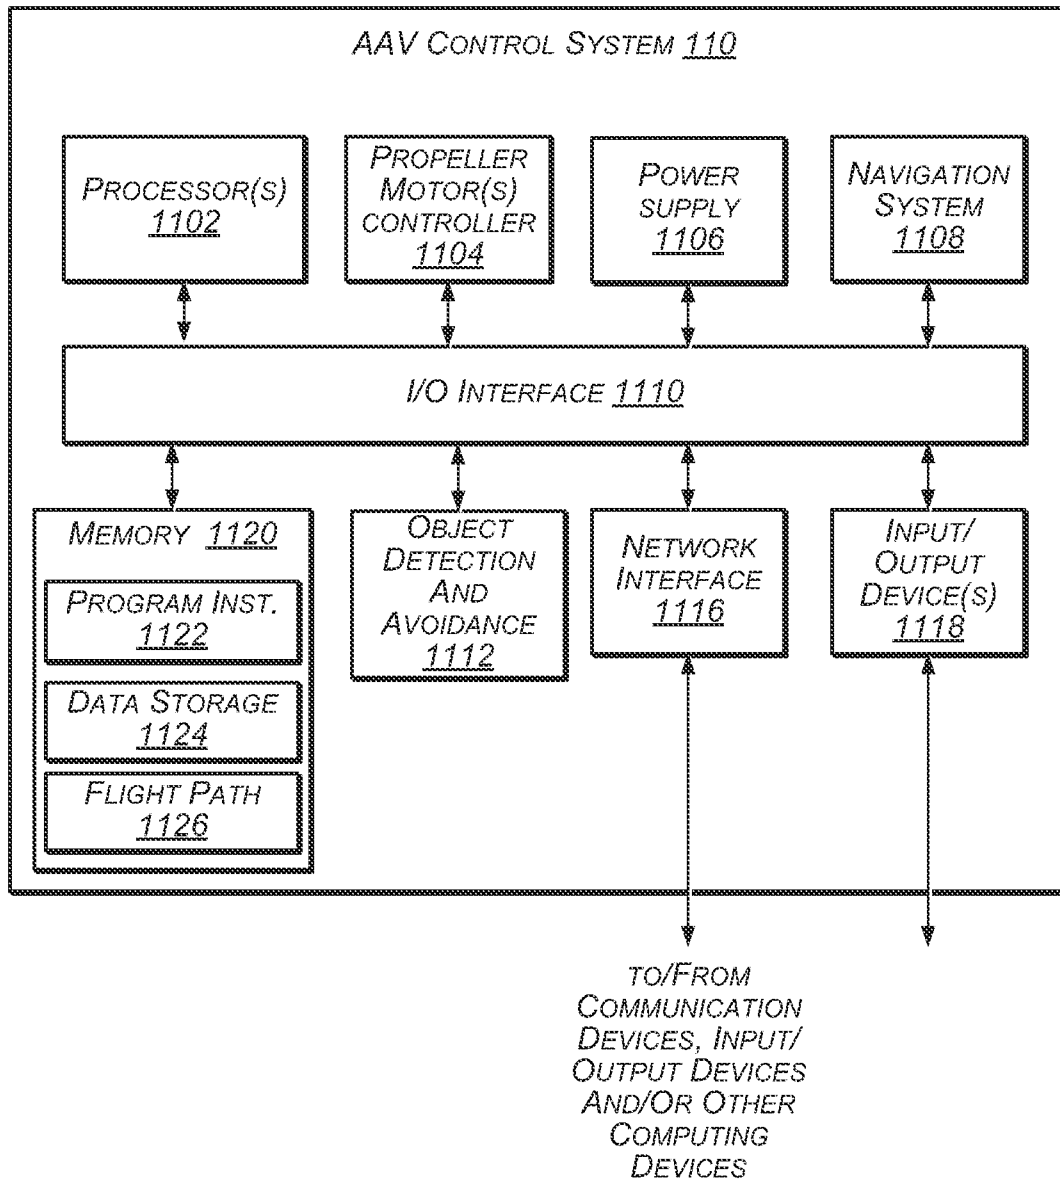 AAV CONTROL SYSTEM 110
PROCESSOR(S)
1102
PROPELLER
MOTOR(S)
CONTROLLER
1104
POWER
SUPPLY
1106
NAVIGATION
SYSTEM
1108
I/O INTERFACE 1110
MEMORY 1120
PROGRAM INST.
1122
DATA STORAGE
1124
FLIGHT PATH
1126
OBJECT
DETECTION
AND
AVOIDANCE
1112
NETWORK
INTERFACE
1116
INPUT/
OUTPUT
DEVICE(S)
1118
TO/FROM
COMMUNICATION
DEVICES, INPUT/
OUTPUT DEVICES
AND/OR OTHER
COMPUTING
DEVICES